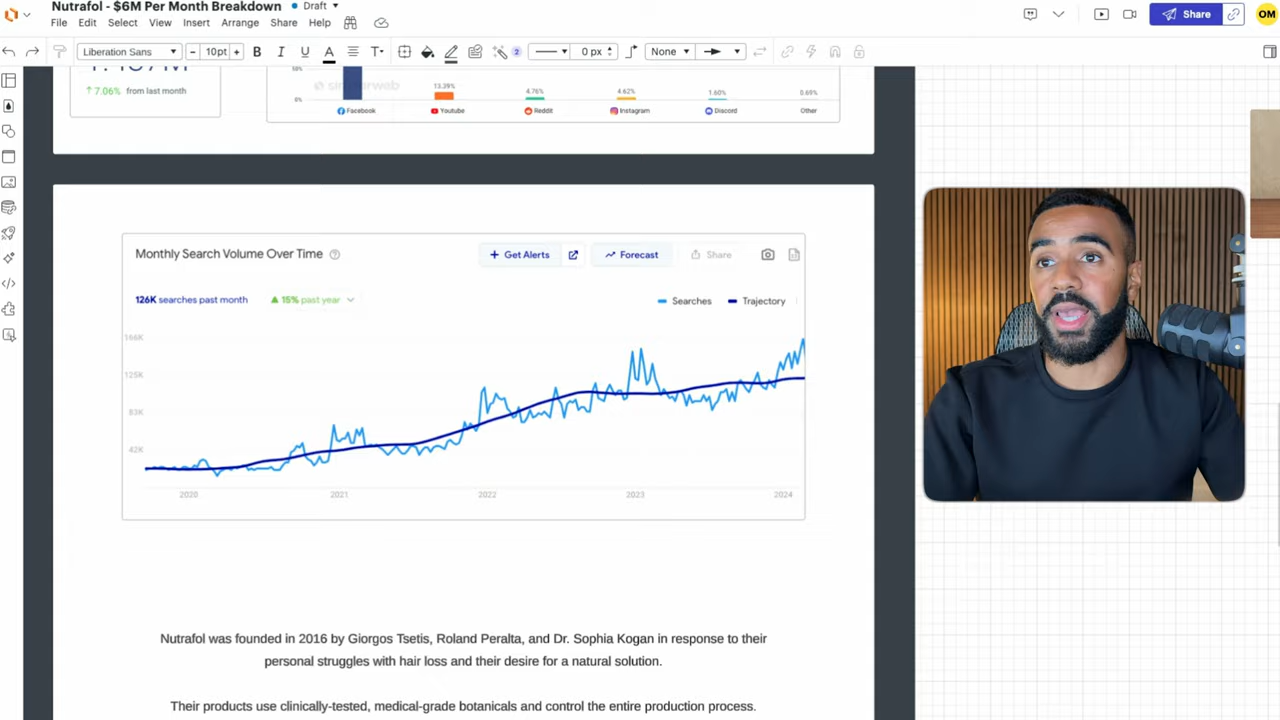 Nutrafol - $6M Per Month Breakdown
Draft
File Edit Select View Insert Arrange Share Help
Share
OM
Liberation Sans
− 10pt +
B I U A T
2
0 px
None
↑ 7.06% from last month
0%
13.39%
4.76%
4.62%
1.60%
0.69%
Facebook
Youtube
Reddit
Instagram
Discord
Other
Monthly Search Volume Over Time
+ Get Alerts
Forecast
Share
126K searches past month
▲ 15% past year
Searches
Trajectory
166K
125K
83K
42K
2020
2021
2022
2023
2024
Nutrafol was founded in 2016 by Giorgos Tsetis, Roland Peralta, and Dr. Sophia Kogan in response to their
personal struggles with hair loss and their desire for a natural solution.
Their products use clinically-tested, medical-grade botanicals and control the entire production process.